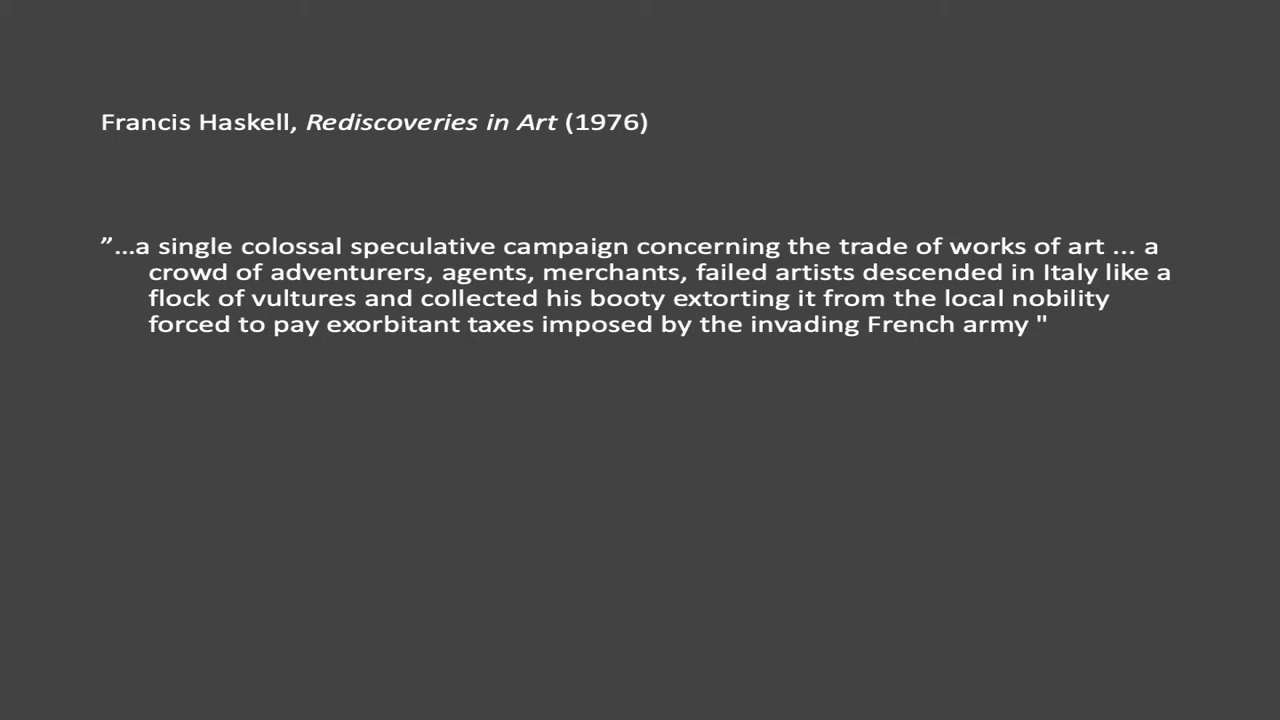 Francis Haskell, Rediscoveries in Art (1976)
”...a single colossal speculative campaign concerning the trade of works of art ... a
crowd of adventurers, agents, merchants, failed artists descended in Italy like a
flock of vultures and collected his booty extorting it from the local nobility
forced to pay exorbitant taxes imposed by the invading French army "